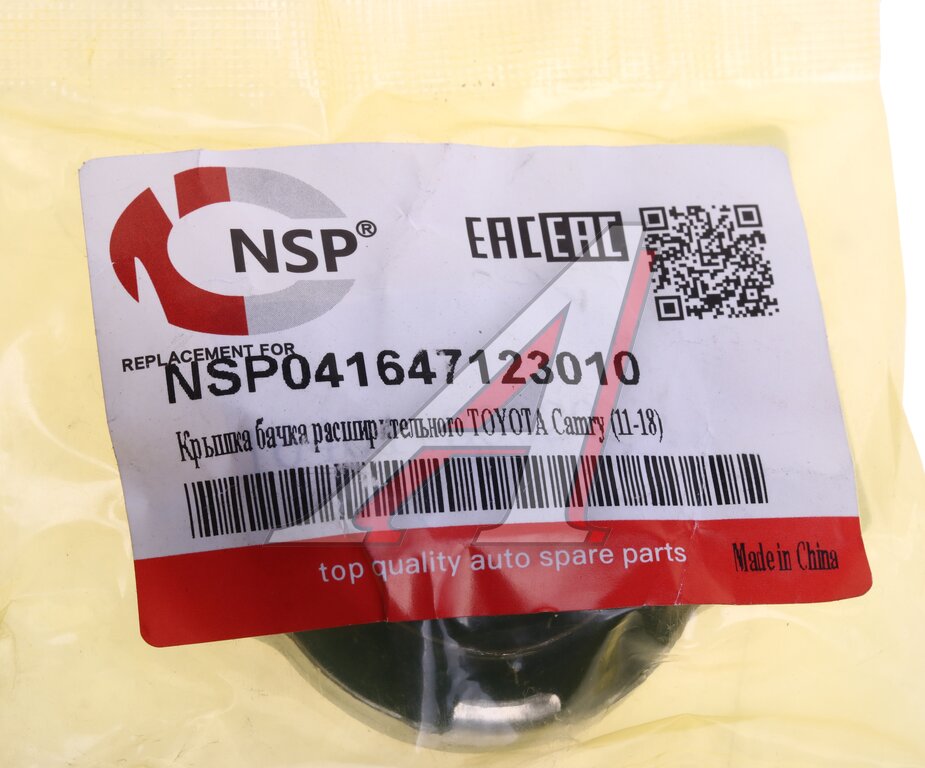 NSP®
EAC EAC
REPLACEMENT FOR
NSP041647123010
Крышка бачка расширительного TOYOTA Camry (11-18)
top quality auto spare parts
Made in China